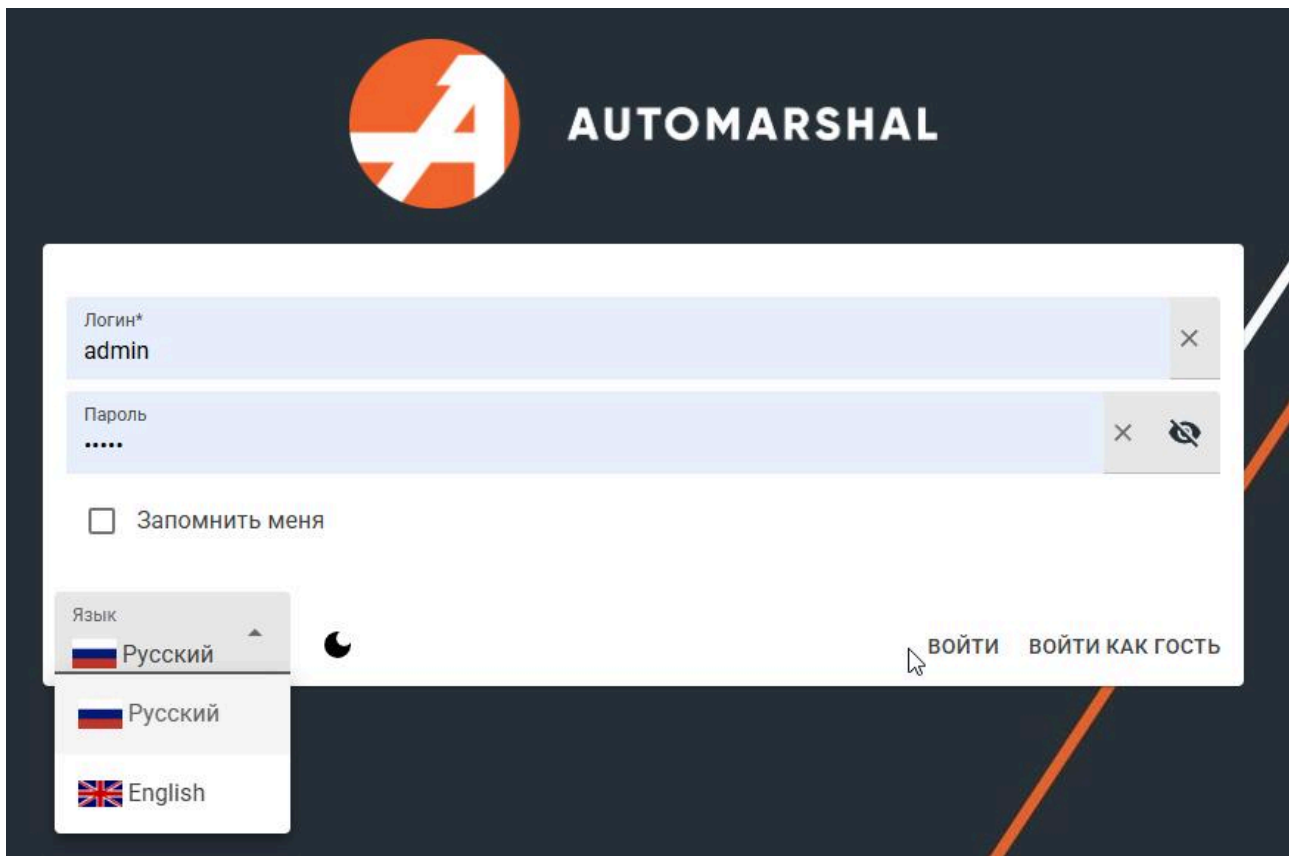 AUTOMARSHAL
Логин*
admin
Пароль
•••••
Запомнить меня
Язык
Русский
ВОЙТИ
ВОЙТИ КАК ГОСТЬ
Русский
English